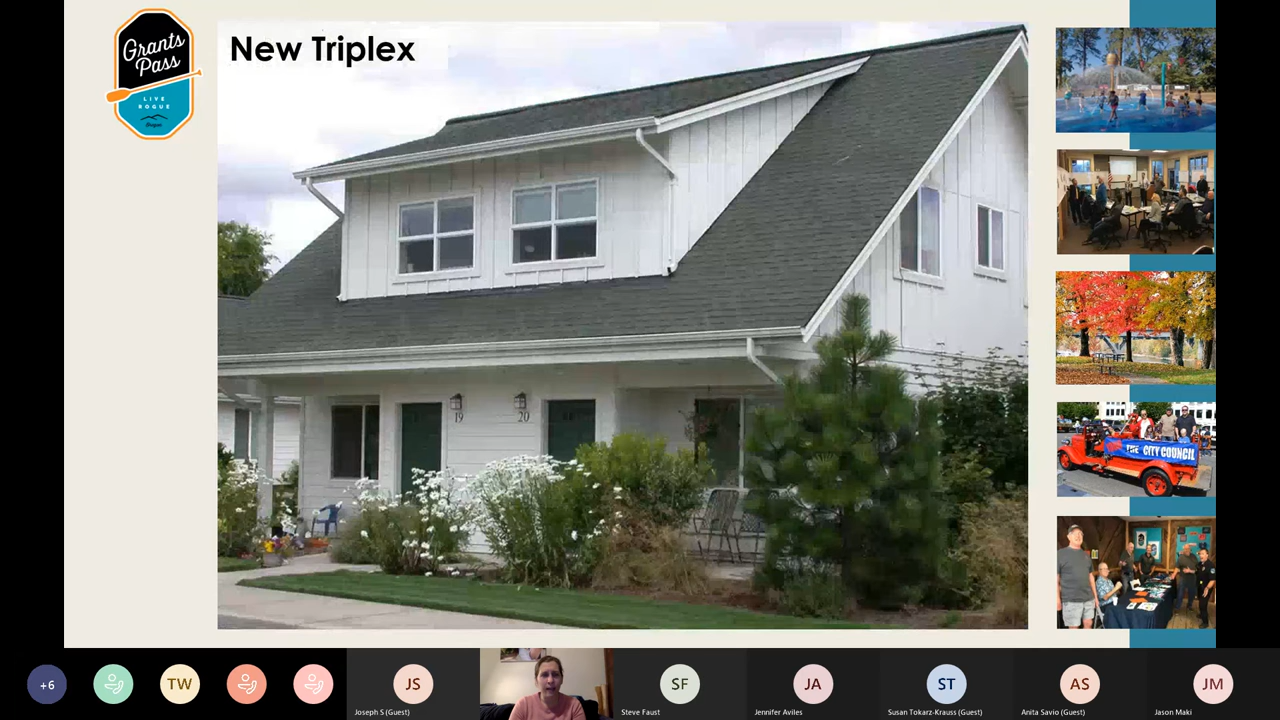 Grants
Pass
LIVE
ROGUE
Oregon
New Triplex
19
20
THE CITY COUNCIL
+6
TW
JS
Joseph S (Guest)
SF
Steve Faust
JA
Jennifer Aviles
ST
Susan Tokarz-Krauss (Guest)
AS
Anita Savio (Guest)
JM
Jason Maki